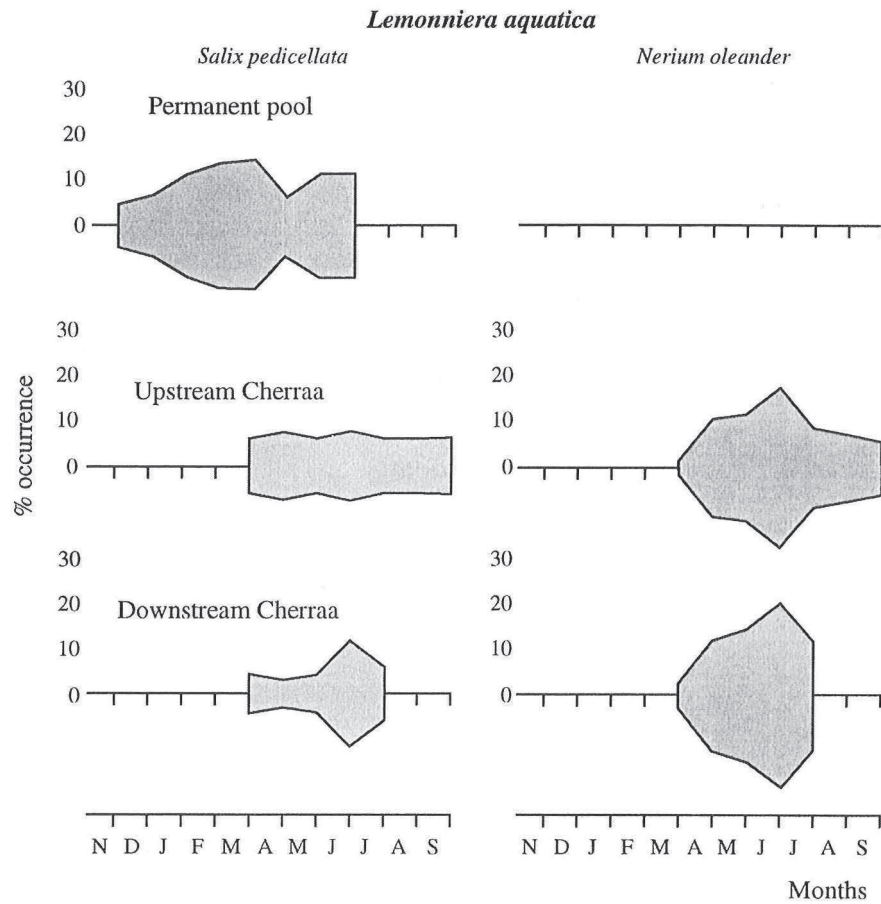 Lemonniera aquatica
Salix pedicellata Nerium oleander
30
Permanent pool
20
10
0
30 30
20 20
Upstream Cherraa
10 10
0 0
30 30
20 20
Downstream Cherraa
10 10
0 0
% occurrence
N D J F M A M J J A S N D J F M A M J J A S
Months